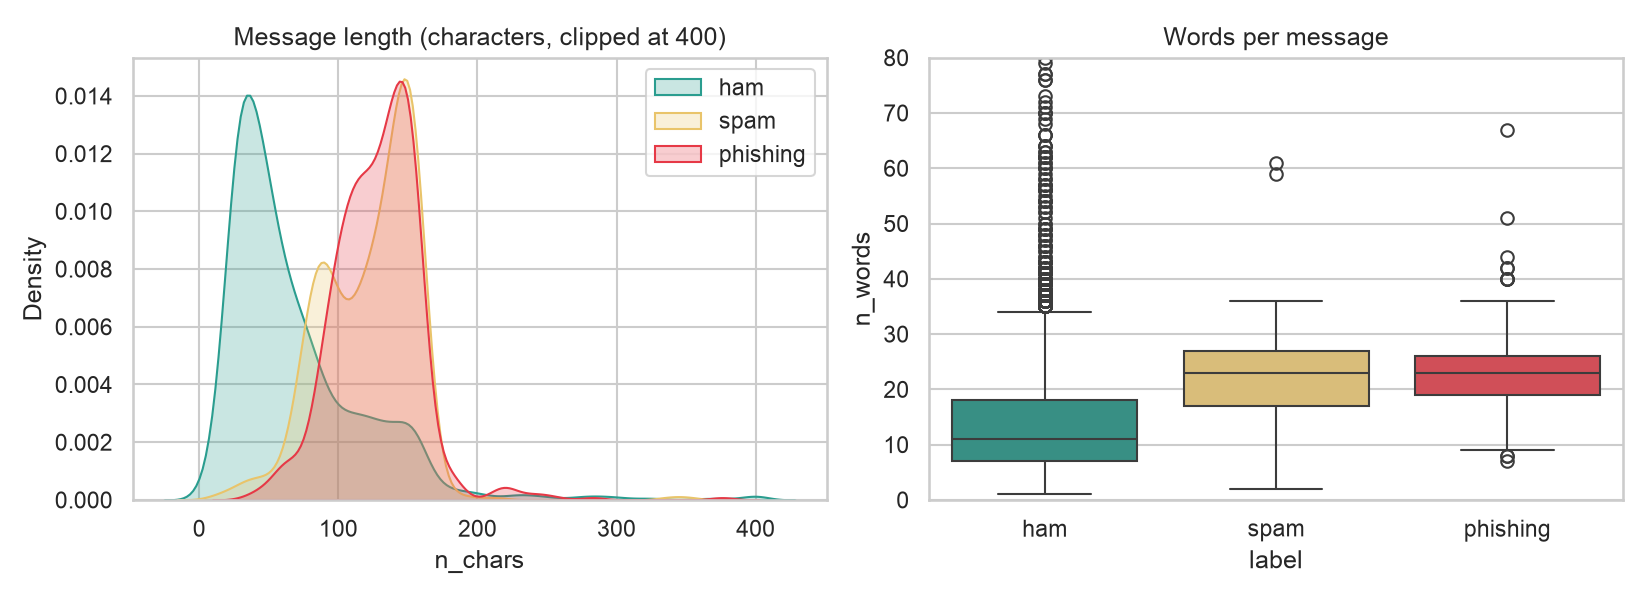 Message length (characters, clipped at 400)
0.014
0.012
0.010
0.008
0.006
0.004
0.002
0.000
Density
0
100
200
300
400
n_chars
ham
spam
phishing
Words per message
80
70
60
50
40
30
20
10
0
n_words
ham
spam
phishing
label